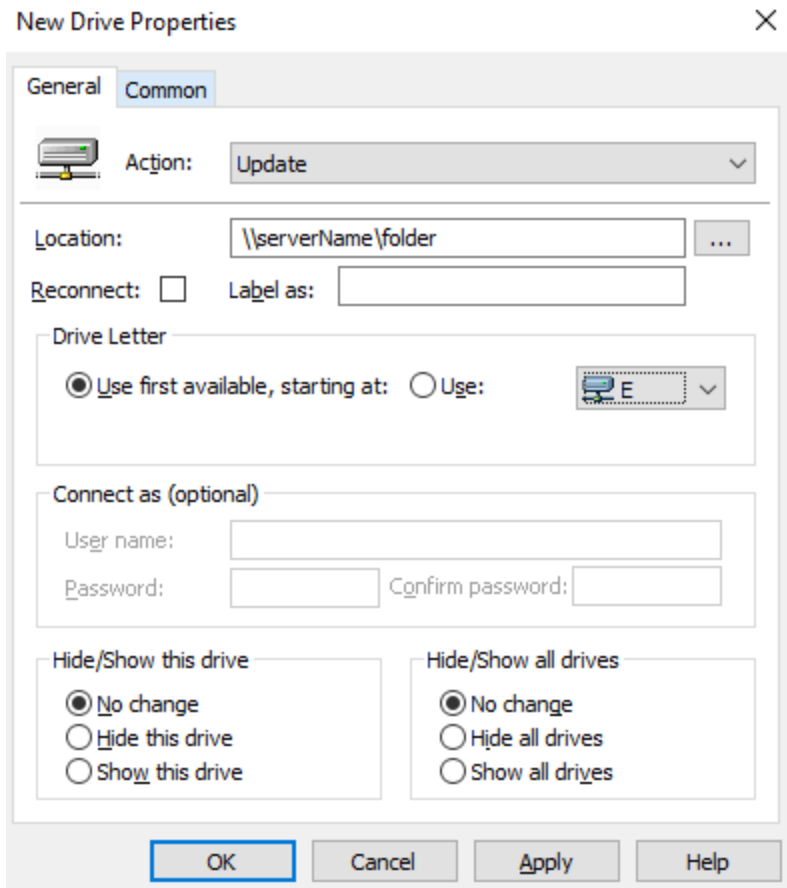 New Drive Properties
General Common
Action: Update
Location: \\serverName\folder ...
Reconnect: Label as:
Drive Letter
Use first available, starting at: Use: E
Connect as (optional)
User name:
Password: Confirm password:
Hide/Show this drive Hide/Show all drives
No change No change
Hide this drive Hide all drives
Show this drive Show all drives
OK Cancel Apply Help